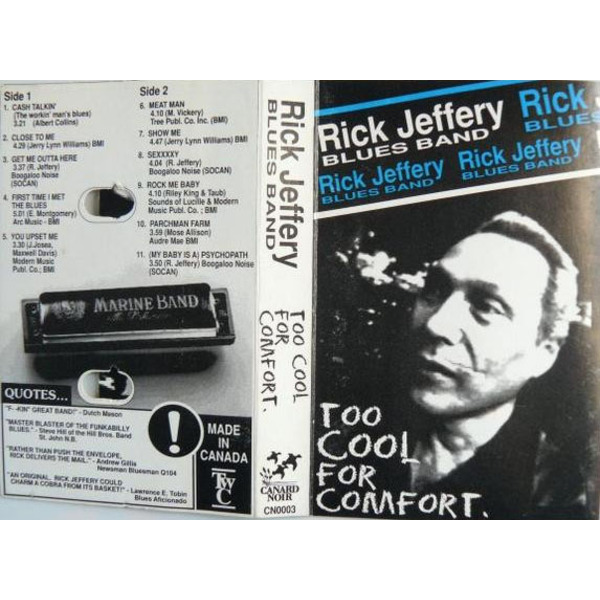 Side 1
1. CASH TALKIN'
(The workin' man's blues)
3.21 (Albert Collins)
2. CLOSE TO ME
4.29 (Jerry Lynn Williams) BMI
3. GET ME OUTTA HERE
3.37 (R. Jeffery)
Boogaloo Noise
(SOCAN)
4. FIRST TIME I MET
THE BLUES
5.01 (E. Montgomery)
Arc Music - BMI
5. YOU UPSET ME
3.30 (J.Josea,
Maxwell Davis)
Modern Music
Publ. Co.; BMI
Side 2
6. MEAT MAN
4.10 (M. Vickery)
Tree Publ. Co. Inc. (BMI)
7. SHOW ME
4.47 (Jerry Lynn Williams) BMI
8. SEXXXXY
4.04 (R. Jeffery)
Boogaloo Noise (SOCAN)
9. ROCK ME BABY
4.10 (Riley King & Taub)
Sounds of Lucille & Modern
Music Publ. Co. ; BMI
10. PARCHMAN FARM
3.59 (Mose Allison)
Audre Mae BMI
11. (MY BABY IS A) PSYCHOPATH
3.50 (R. Jeffery) Boogaloo Noise
(SOCAN)
MARINE BAND
QUOTES...
"F- -KIN" GREAT BAND!" - Dutch Mason
"MASTER BLASTER OF THE FUNKABILLY
BLUES." - Steve Hill of the Hill Bros. Band
St. John N.B.
"RATHER THAN PUSH THE ENVELOPE,
RICK DELIVERS THE MAIL." - Andrew Gillis
Newsman Bluesman Q104
"AN ORIGINAL. RICK JEFFERY COULD
CHARM A COBRA FROM ITS BASKET!" - Lawrence E. Tobin
Blues Aficionado
!
MADE
IN
CANADA
TWC
Rick Jeffery
BLUES BAND
TOO COOL
FOR
COMFORT.
CANARD
NOIR
CN0003
Rick Jeffery
BLUES BAND
Rick J
BLUES
Rick Jeffery
BLUES BAND
Rick Jeffery
BLUES BAND
TOO
COOL
FOR
COMFORT.